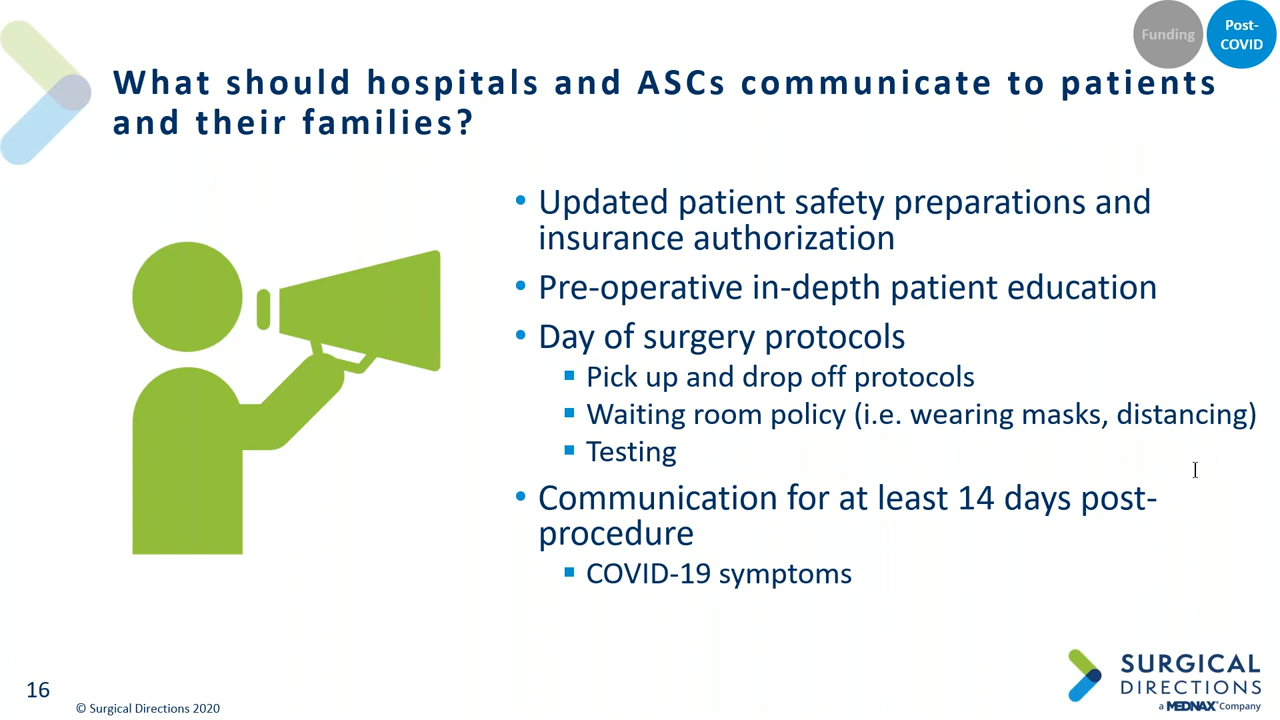 Funding
Post-
COVID
What should hospitals and ASCs communicate to patients
and their families?
• Updated patient safety preparations and
insurance authorization
• Pre-operative in-depth patient education
• Day of surgery protocols
▪ Pick up and drop off protocols
▪ Waiting room policy (i.e. wearing masks, distancing)
▪ Testing
• Communication for at least 14 days post-
procedure
▪ COVID-19 symptoms
16
© Surgical Directions 2020
SURGICAL
DIRECTIONS
a MEDNAX Company